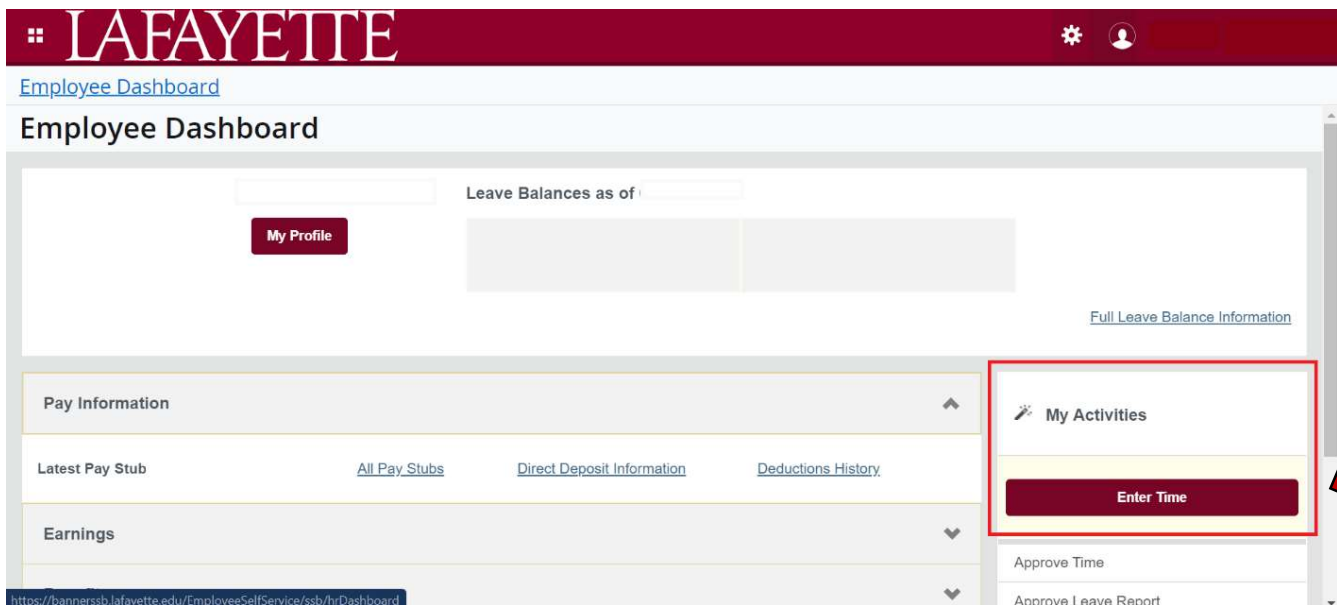 LAFAYETTE
Employee Dashboard
Employee Dashboard
Leave Balances as of
My Profile
Full Leave Balance Information
Pay Information
Latest Pay Stub All Pay Stubs Direct Deposit Information Deductions History
Earnings
https://bannerssb.lafayette.edu/EmployeeSelfService/ssb/hrDashboard
My Activities
Enter Time
Approve Time
Approve Leave Report